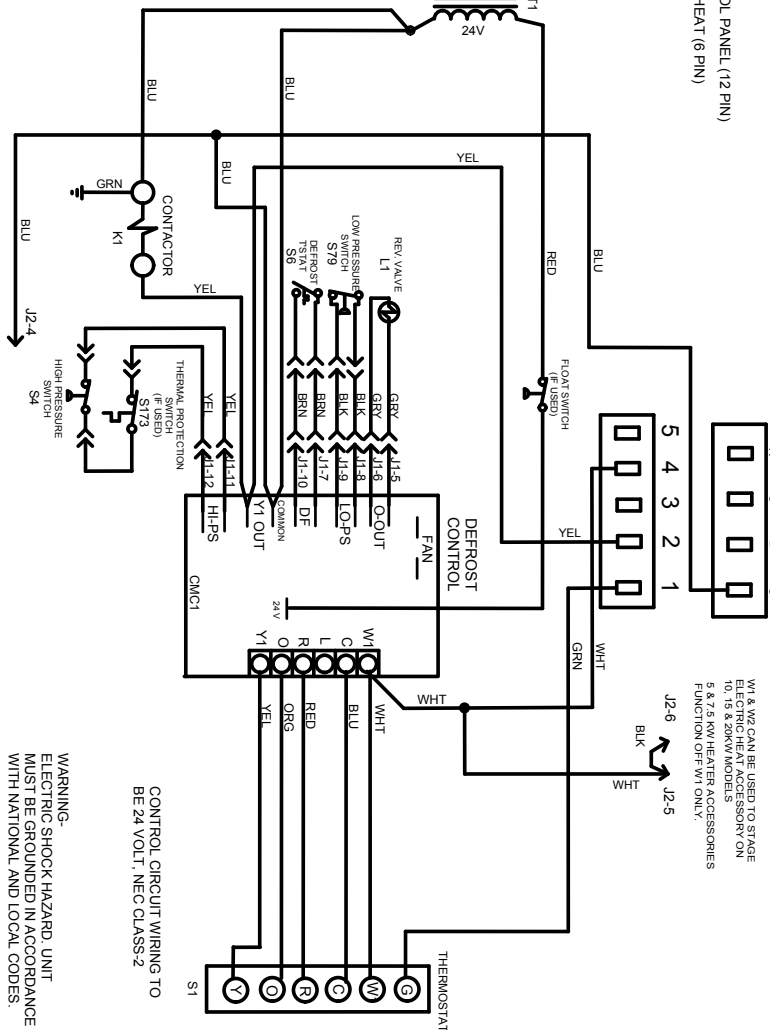 OL PANEL (12 PIN)
HEAT (6 PIN)
T1
24V
BLU
BLU
BLU
BLU
BLU
YEL
RED
GRN
CONTACTOR
K1
YEL
J2-4
DEFROST
T'STAT
S6
LOW PRESSURE
SWITCH
S79
REV. VALVE
L1
FLOAT SWITCH
(IF USED)
HIGH PRESSURE
SWITCH
S4
THERMAL PROTECTION
SWITCH
(IF USED)
S173
YEL
YEL
BRN
BRN
BLK
BLK
GRY
GRY
J1-12
J1-11
J1-10
J1-7
J1-9
J1-8
J1-6
J1-5
HI-PS
Y1 OUT
COMMON
DF
LO-PS
O-OUT
FAN
DEFROST
CONTROL
CMC1
24 V
Y1
O
R
L
C
W1
5
4
3
2
1
YEL
GRN
WHT
WHT
WHT
J2-6
BLK
J2-5
W1 & W2 CAN BE USED TO STAGE
ELECTRIC HEAT ACCESSORY ON
10, 15 & 20KW MODELS
5 & 7.5 KW HEATER ACCESSORIES
FUNCTION OFF W1 ONLY.
YEL
ORG
RED
BLU
WHT
THERMOSTAT
S1
Y
O
R
C
W
G
CONTROL CIRCUIT WIRING TO
BE 24 VOLT, NEC CLASS-2
WARNING-
ELECTRIC SHOCK HAZARD. UNIT
MUST BE GROUNDED IN ACCORDANCE
WITH NATIONAL AND LOCAL CODES.